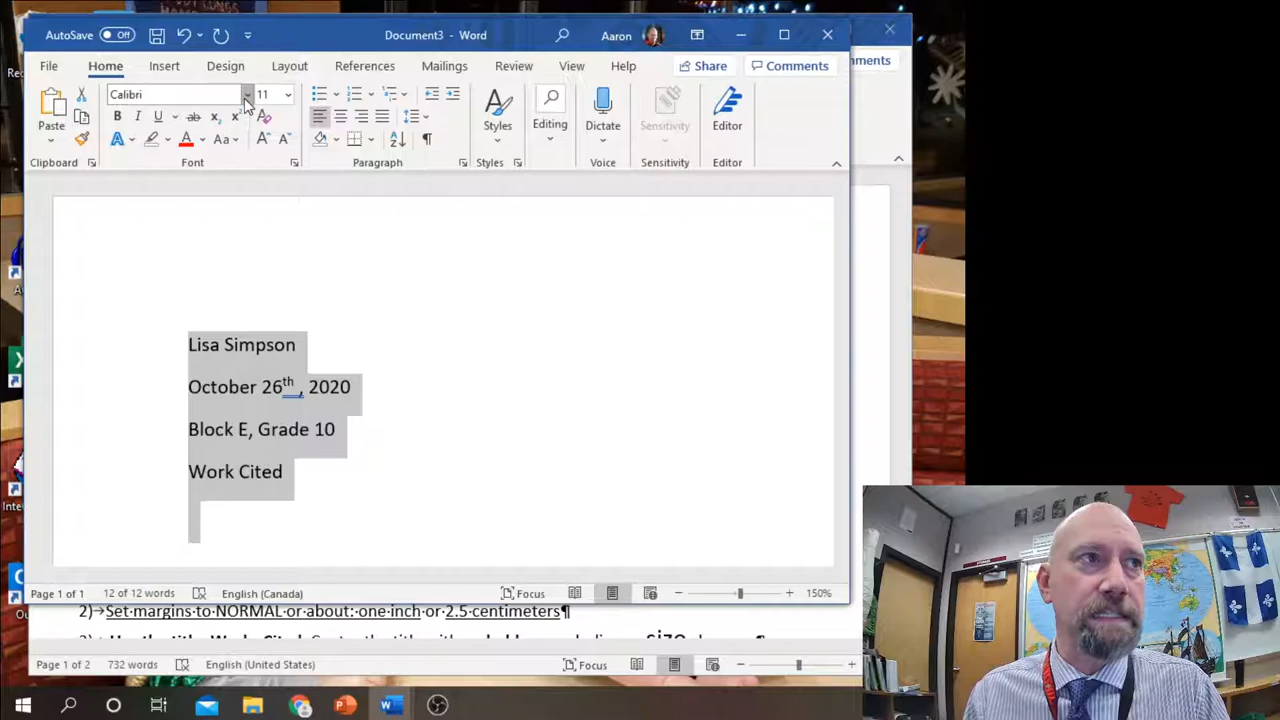 AutoSave Off Document3 - Word Aaron
File Home Insert Design Layout References Mailings Review View Help Share Comments
Calibri 11
Paste Styles Editing Dictate Sensitivity Editor
Clipboard Font Paragraph Styles Voice Sensitivity Editor
Lisa Simpson
October 26th , 2020
Block E, Grade 10
Work Cited
Page 1 of 1 12 of 12 words English (Canada) Focus 150%
2)→Set·margins·to·NORMAL·or·about:·one·inch·or·2.5·centimeters¶
Page 1 of 2 732 words English (United States) Focus